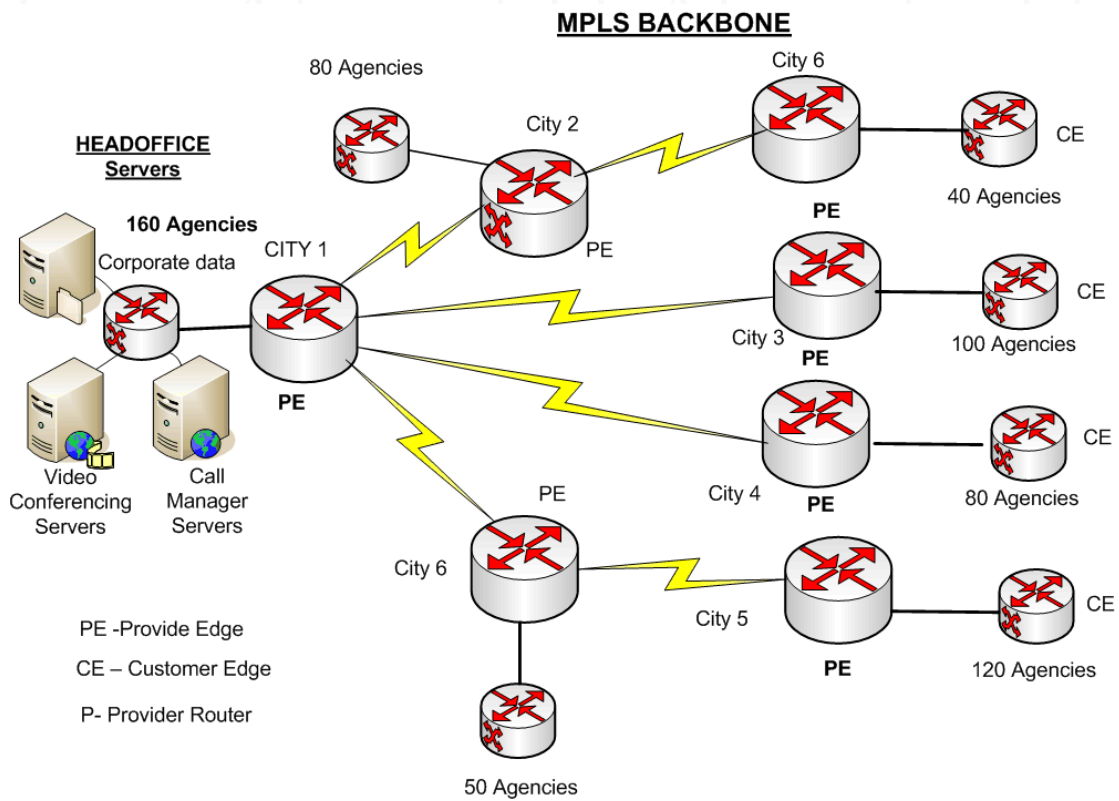 MPLS BACKBONE
80 Agencies
City 6
City 2
CE
HEADOFFICE
Servers
40 Agencies
PE
160 Agencies
CITY 1
PE
Corporate data
CE
City 3
PE
100 Agencies
PE
CE
Video
Conferencing
Servers
Call
Manager
Servers
PE
City 4
PE
80 Agencies
City 6
City 5
CE
PE -Provide Edge
PE
120 Agencies
CE – Customer Edge
P- Provider Router
50 Agencies